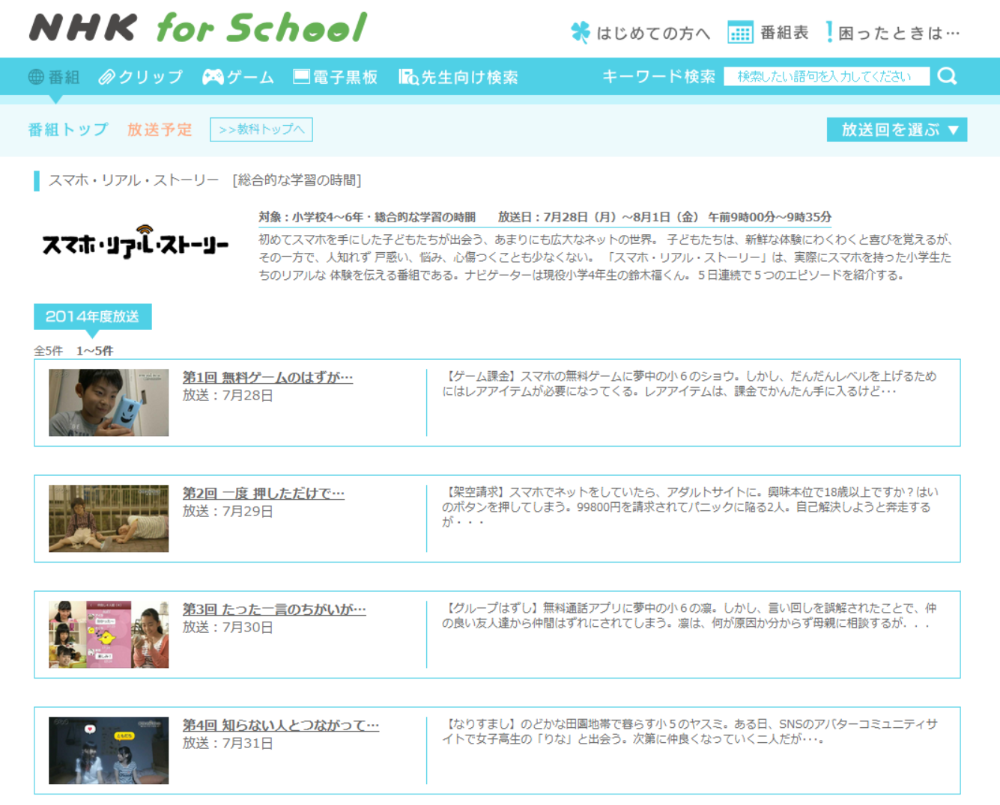 NHK for School
はじめての方へ 番組表 困ったときは…
番組 クリップ ゲーム 電子黒板 先生向け検索 キーワード検索 検索したい語句を入力してください
番組トップ 放送予定 >>教科トップへ 放送回を選ぶ▼
スマホ・リアル・ストーリー [総合的な学習の時間]
スマホ・リアル・ストーリー
対象：小学校4～6年・総合的な学習の時間 放送日：7月28日（月）～8月1日（金） 午前9時00分～9時35分
初めてスマホを手にした子どもたちが出会う、あまりにも広大なネットの世界。 子どもたちは、新鮮な体験にわくわくと喜びを覚えるが、
その一方で、人知れず 戸惑い、悩み、心傷つくことも少なくない。 「スマホ・リアル・ストーリー」は、実際にスマホを持った小学生た
ちのリアルな 体験を伝える番組である。ナビゲーターは現役小学4年生の鈴木福くん。５日連続で５つのエピソードを紹介する。
2014年度放送
全5件 1～5件
第1回 無料ゲームのはずが…
放送：7月28日
【ゲーム課金】スマホの無料ゲームに夢中の小６のショウ。しかし、だんだんレベルを上げるため
にはレアアイテムが必要になってくる。レアアイテムは、課金でかんたん手に入るけど･･･
第2回 一度 押しただけで…
放送：7月29日
【架空請求】スマホでネットをしていたら、アダルトサイトに。興味本位で18歳以上ですか？はい
のボタンを押してしまう。99800円を請求されてパニックに陥る2人。自己解決しようと奔走する
が・・・
第3回 たった一言のちがいが…
放送：7月30日
【グループはずし】無料通話アプリに夢中の小６の凛。しかし、言い回しを誤解されたことで、仲
の良い友人達から仲間はずれにされてしまう。凛は、何が原因か分からず母親に相談するが．．．
第4回 知らない人とつながって…
放送：7月31日
ともだち
【なりすまし】のどかな田園地帯で暮らす小５のヤスミ。ある日、SNSのアバターコミュニティサ
イトで女子高生の「りな」と出会う。次第に仲良くなっていく二人だが･･･。